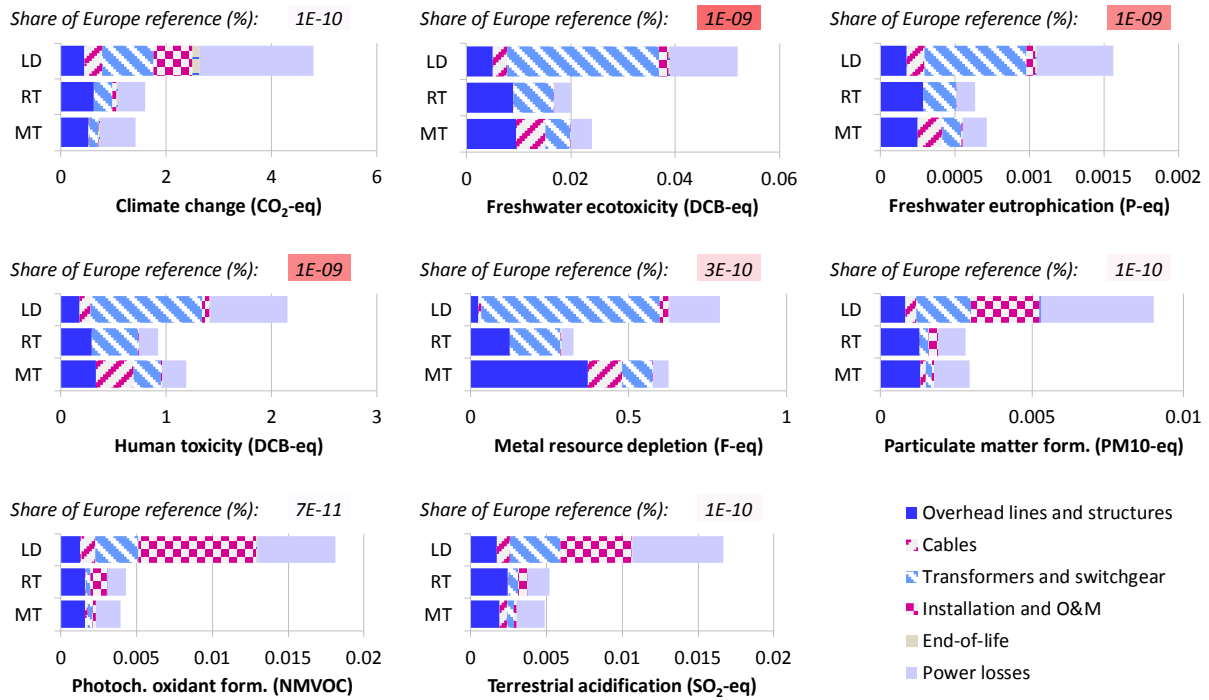 Share of Europe reference (%): 1E-10
LD
RT
MT
0 2 4 6
Climate change (CO₂-eq)
Share of Europe reference (%): 1E-09
LD
RT
MT
0 0.02 0.04 0.06
Freshwater ecotoxicity (DCB-eq)
Share of Europe reference (%): 1E-09
LD
RT
MT
0 0.0005 0.001 0.0015 0.002
Freshwater eutrophication (P-eq)
Share of Europe reference (%): 1E-09
LD
RT
MT
0 1 2 3
Human toxicity (DCB-eq)
Share of Europe reference (%): 3E-10
LD
RT
MT
0 0.5 1
Metal resource depletion (F-eq)
Share of Europe reference (%): 1E-10
LD
RT
MT
0 0.005 0.01
Particulate matter form. (PM10-eq)
Share of Europe reference (%): 7E-11
LD
RT
MT
0 0.005 0.01 0.015 0.02
Photoch. oxidant form. (NMVOC)
Share of Europe reference (%): 1E-10
LD
RT
MT
0 0.005 0.01 0.015 0.02
Terrestrial acidification (SO₂-eq)
Overhead lines and structures
Cables
Transformers and switchgear
Installation and O&M
End-of-life
Power losses